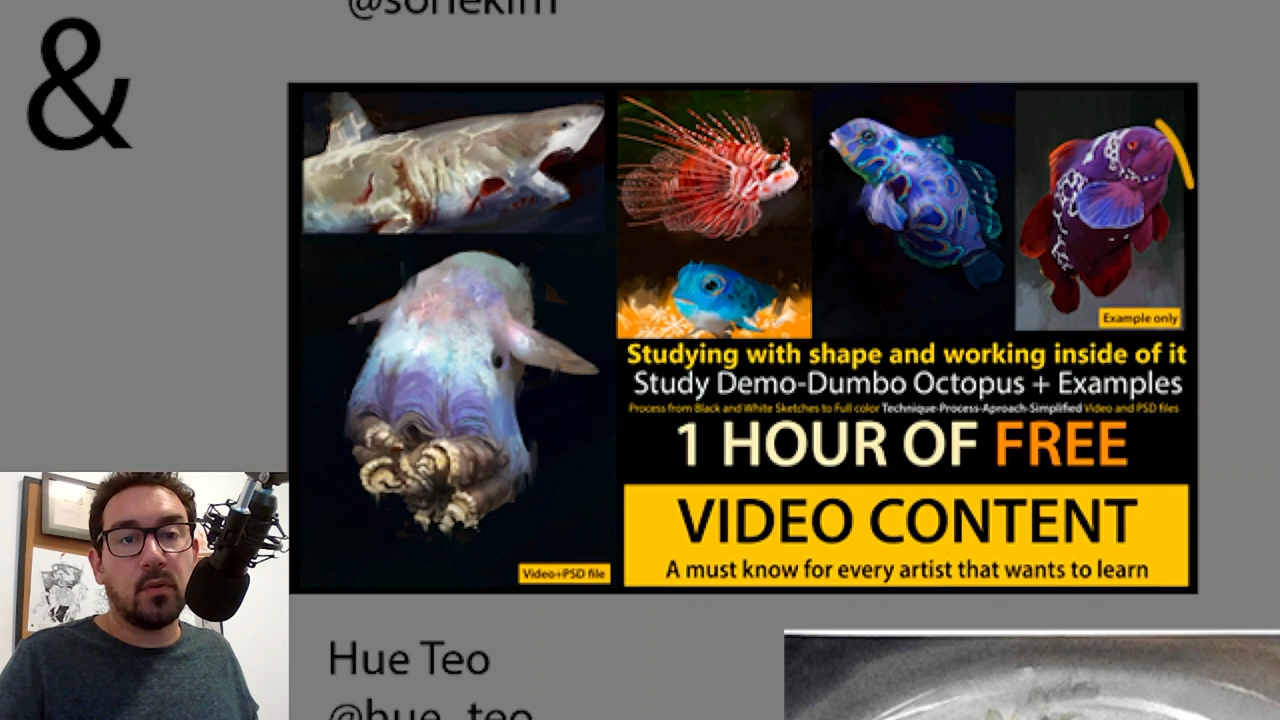 @soriekim
&
Example only
Studying with shape and working inside of it
Study Demo-Dumbo Octopus + Examples
Process from Black and White Sketches to Full color Technique-Process-Aproach-Simplified Video and PSD files
1 HOUR OF FREE
VIDEO CONTENT
A must know for every artist that wants to learn
Video+PSD file
Hue Teo
@hue_teo